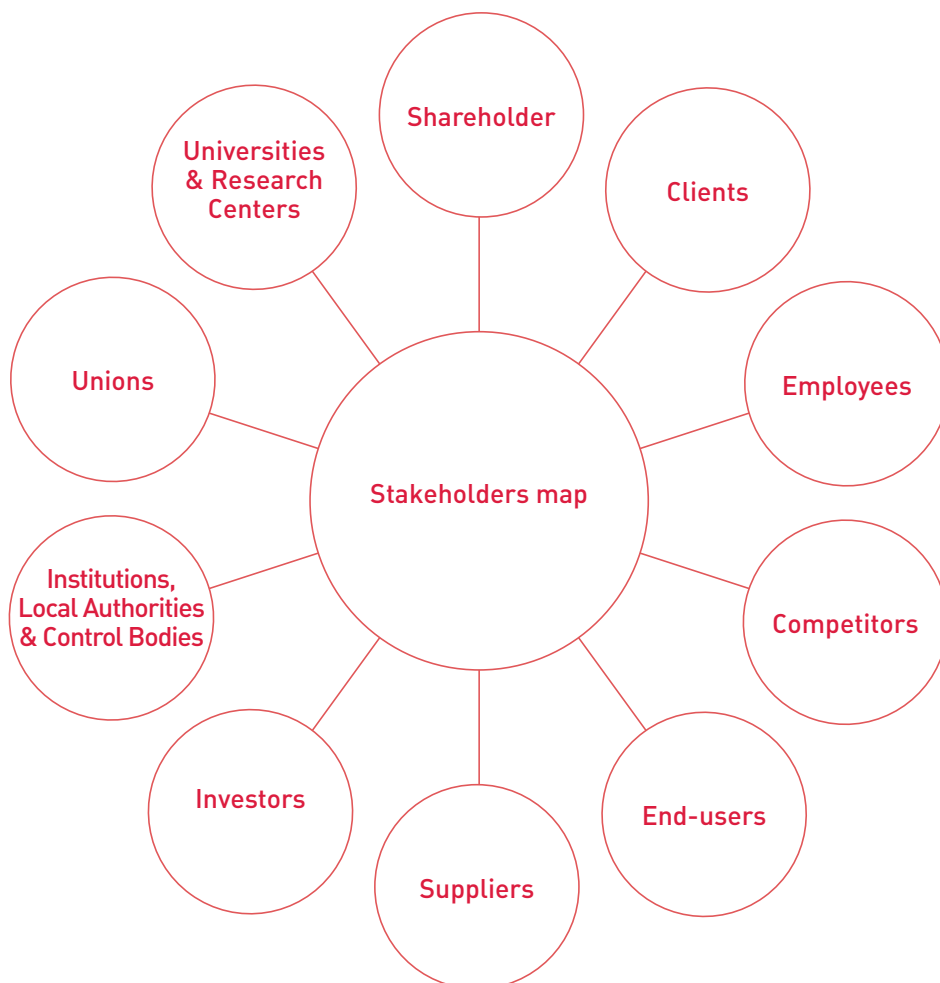 Shareholder
Clients
Employees
Competitors
End-users
Suppliers
Investors
Institutions,
Local Authorities
& Control Bodies
Unions
Universities
& Research
Centers
Stakeholders map